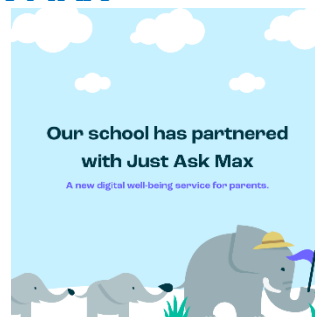 Our school has partnered
with Just Ask Max
A new digital well-being service for parents.